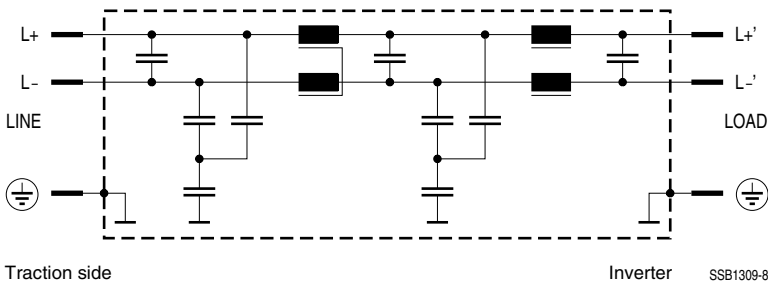 L+ L+’
L− L−’
LINE LOAD
Traction side Inverter SSB1309-8